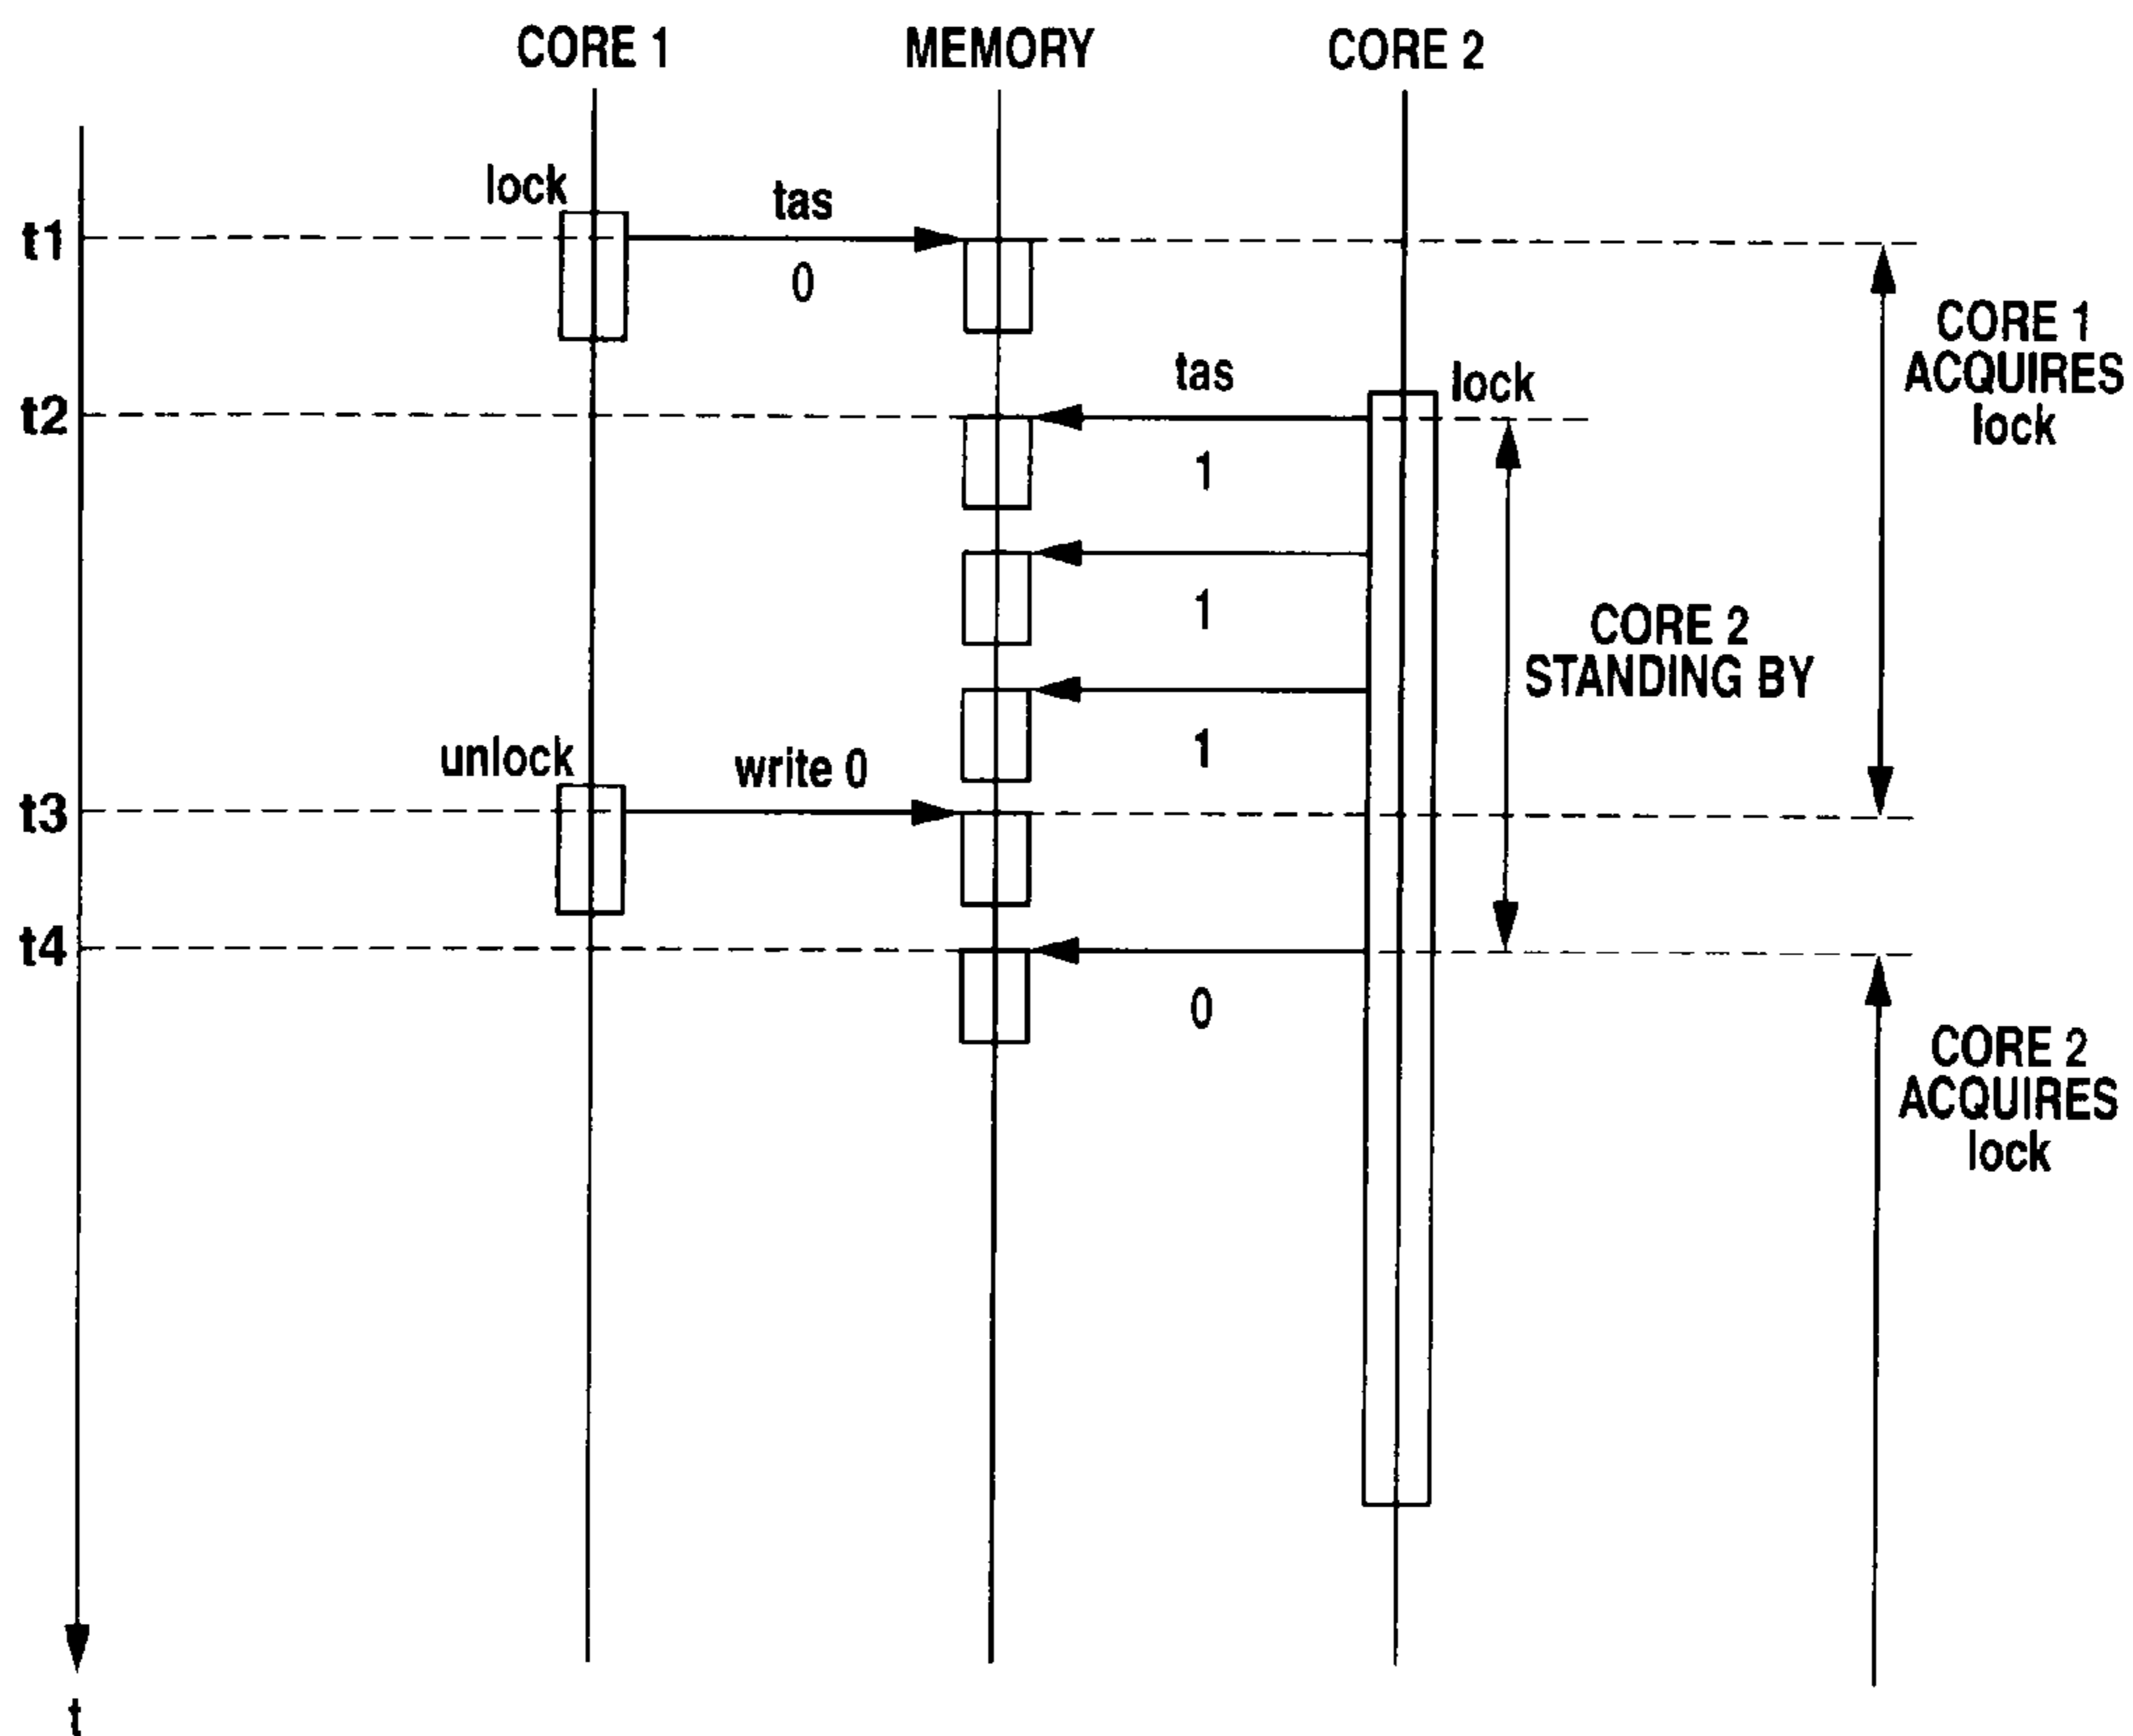 CORE 1
MEMORY
CORE 2
lock
tas
t1
0
CORE 1
ACQUIRES
lock
tas
lock
t2
1
1
CORE 2
STANDING BY
1
unlock
write 0
t3
t4
0
CORE 2
ACQUIRES
lock
t